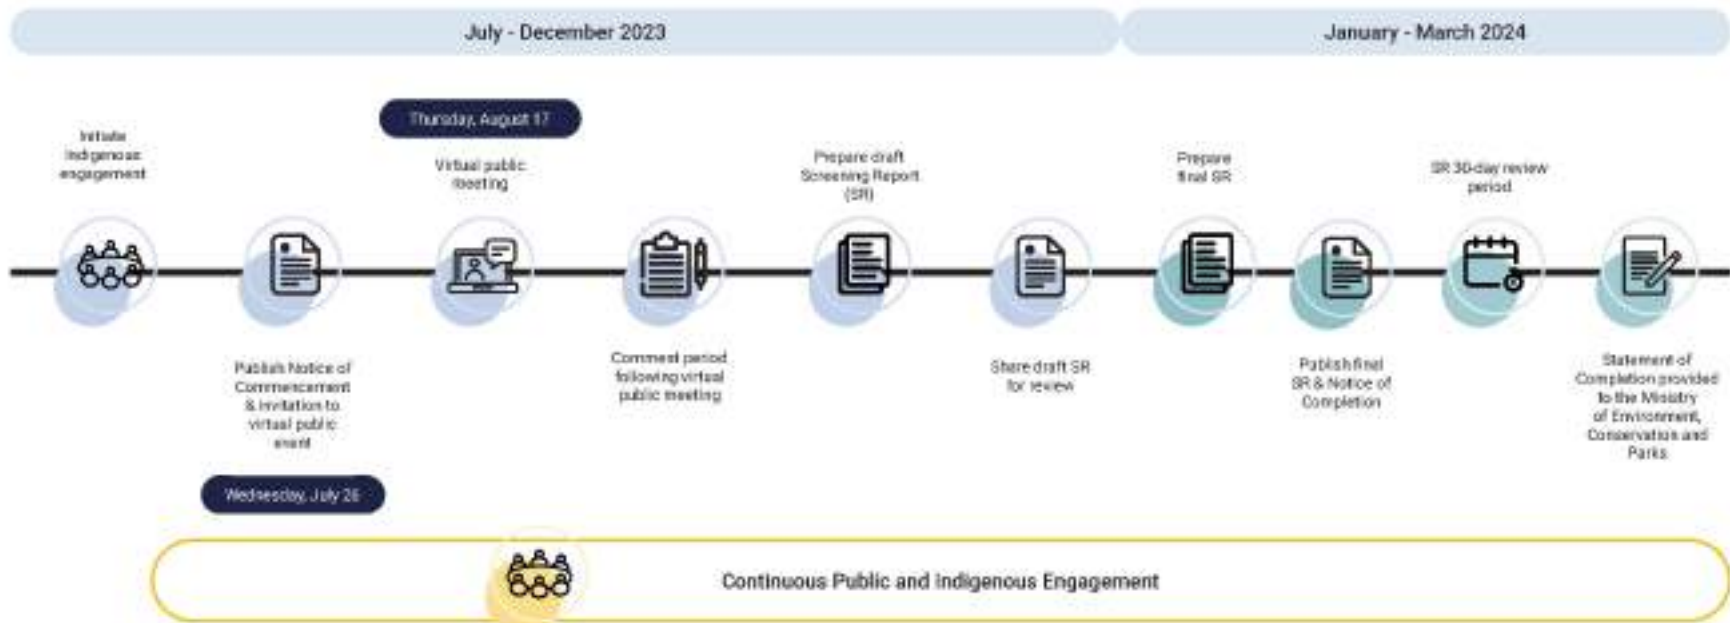 July - December 2023
January - March 2024
Initiate
Indigenous
engagement
Publish Notice of
Commencement
& invitation to
virtual public
event
Wednesday, July 26
Thursday, August 17
Virtual public
meeting
Comment period
following virtual
public meeting
Prepare draft
Screening Report
(SR)
Share draft SR
for review
Prepare
final SR
Publish final
SR & Notice of
Completion
SR 30-day review
period
Statement of
Completion provided
to the Ministry
of Environment,
Conservation and
Parks
Continuous Public and Indigenous Engagement